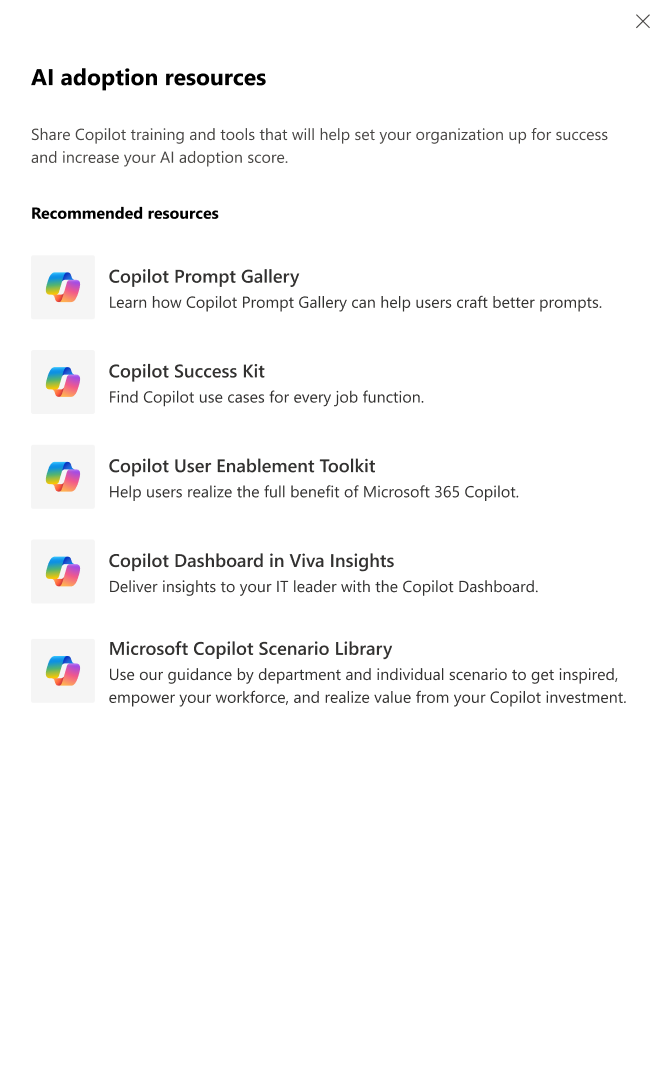 AI adoption resources
Share Copilot training and tools that will help set your organization up for success
and increase your AI adoption score.
Recommended resources
Copilot Prompt Gallery
Learn how Copilot Prompt Gallery can help users craft better prompts.
Copilot Success Kit
Find Copilot use cases for every job function.
Copilot User Enablement Toolkit
Help users realize the full benefit of Microsoft 365 Copilot.
Copilot Dashboard in Viva Insights
Deliver insights to your IT leader with the Copilot Dashboard.
Microsoft Copilot Scenario Library
Use our guidance by department and individual scenario to get inspired,
empower your workforce, and realize value from your Copilot investment.